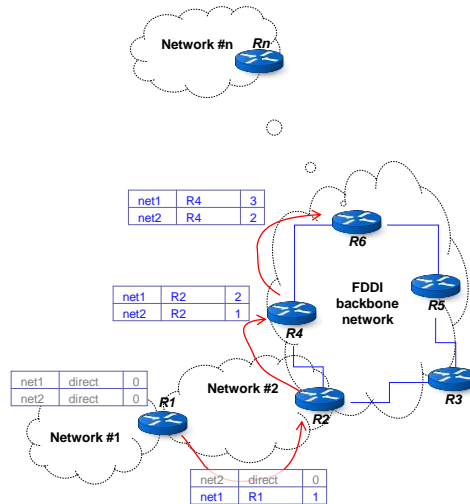 Network #n
Rn
net1 R4 3
net2 R4 2
R6
FDDI
backbone
network
R5
net1 R2 2
net2 R2 1
R4
net1 direct 0
net2 direct 0
R1
Network #2
R3
R2
Network #1
net2 direct 0
net1 R1 1